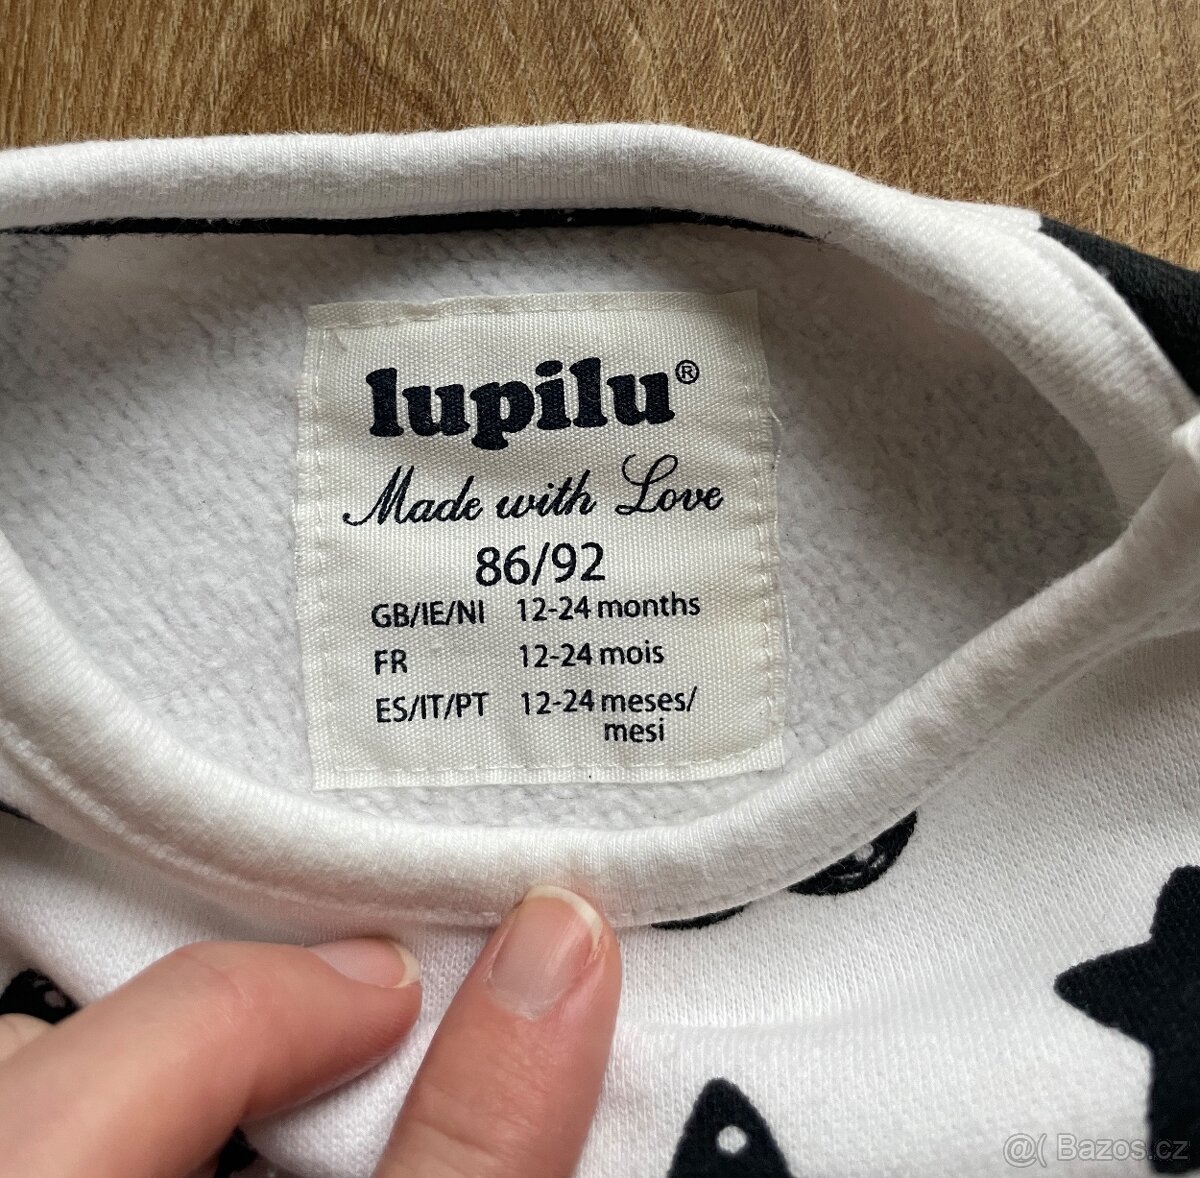 lupilu®
Made with Love
86/92
GB/IE/NI 12-24 months
FR 12-24 mois
ES/IT/PT 12-24 meses/
mesi
@( Bazos.cz